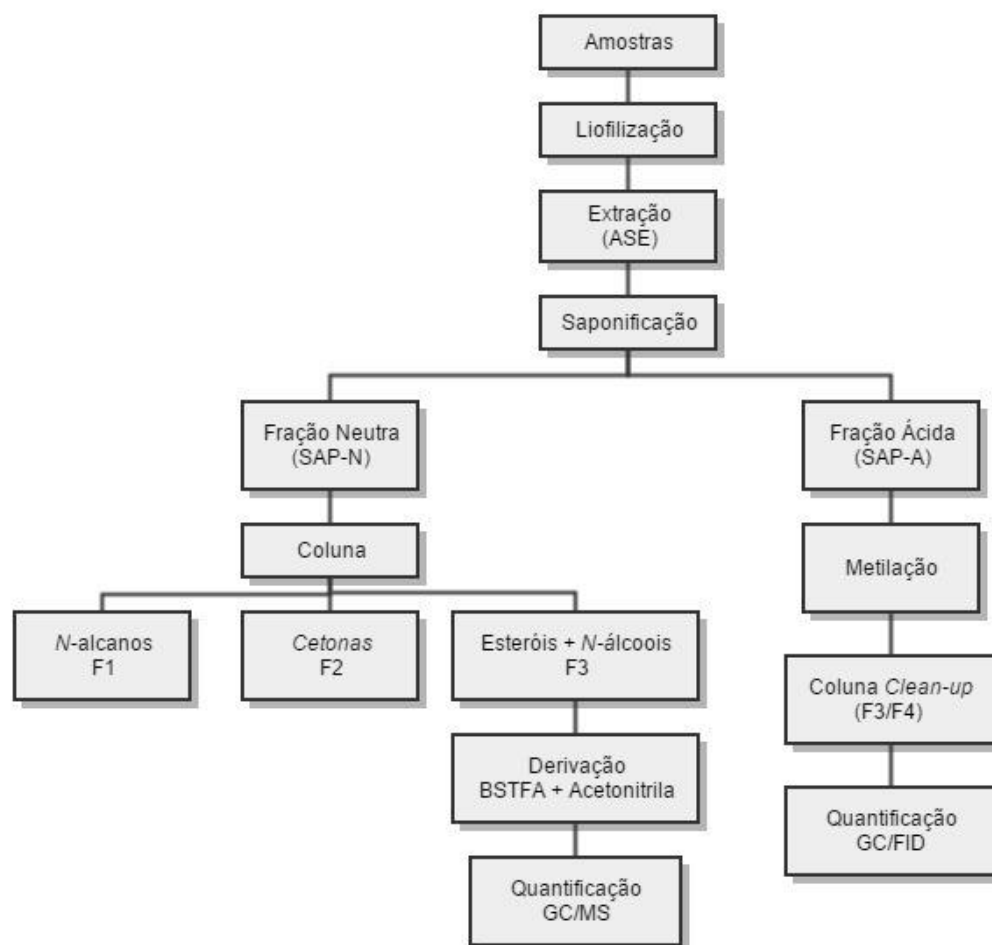 Amostras
Liofilização
Extração
(ASE)
Saponificação
Fração Neutra
(SAP-N)
Fração Ácida
(SAP-A)
Coluna
Metilação
N-alcanos
F1
Cetonas
F2
Esteróis + N-álcoois
F3
Coluna Clean-up
(F3/F4)
Derivação
BSTFA + Acetonitrila
Quantificação
GC/FID
Quantificação
GC/MS